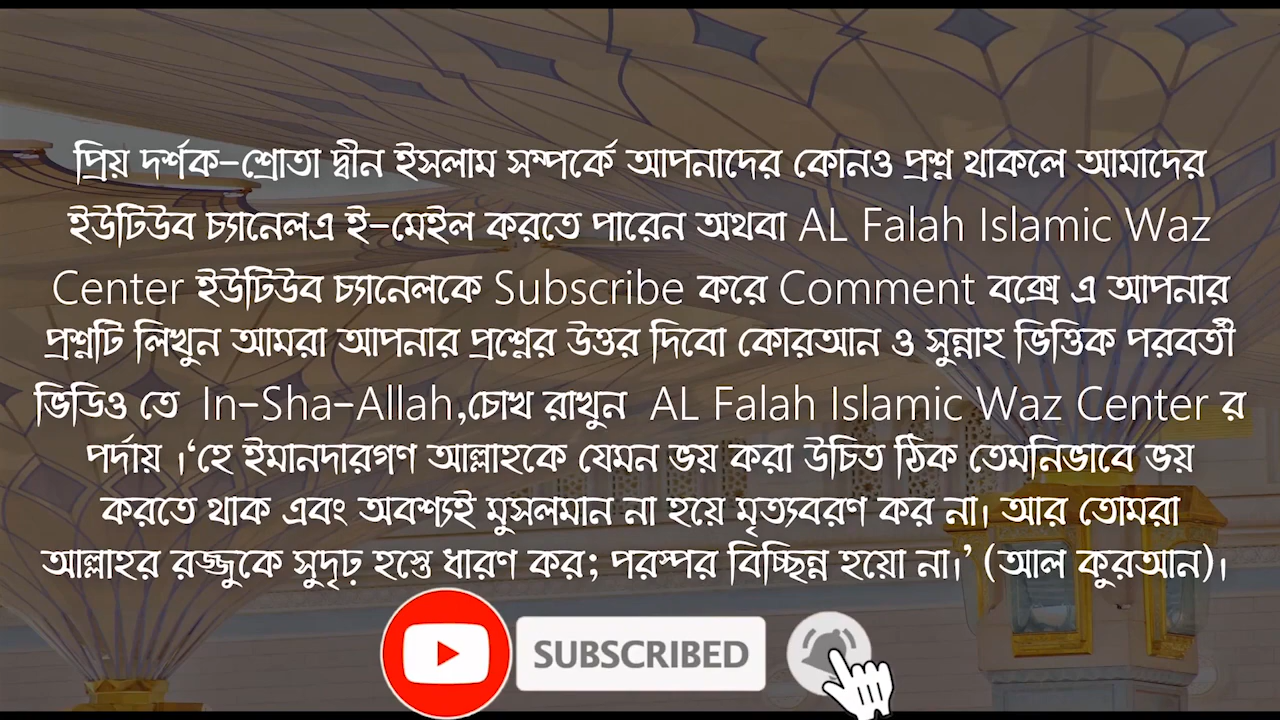 প্রিয় দর্শক-শ্রোতা দ্বীন ইসলাম সম্পর্কে আপনাদের কোনও প্রশ্ন থাকলে আমাদের
ইউটিউব চ্যানেলএ ই-মেইল করতে পারেন অথবা AL Falah Islamic Waz
Center ইউটিউব চ্যানেলকে Subscribe করে Comment বক্সে এ আপনার
প্রশ্নটি লিখুন আমরা আপনার প্রশ্নের উত্তর দিবো কোরআন ও সুন্নাহ ভিত্তিক পরবর্তী
ভিডিও তে In-Sha-Allah,চোখ রাখুন AL Falah Islamic Waz Center র
পর্দায় ।‘হে ইমানদারগণ আল্লাহকে যেমন ভয় করা উচিত ঠিক তেমনিভাবে ভয়
করতে থাক এবং অবশ্যই মুসলমান না হয়ে মৃত্যবরণ কর না। আর তোমরা
আল্লাহর রজ্জুকে সুদৃঢ় হস্তে ধারণ কর; পরস্পর বিচ্ছিন্ন হয়ো না।’ (আল কুরআন)।
SUBSCRIBED